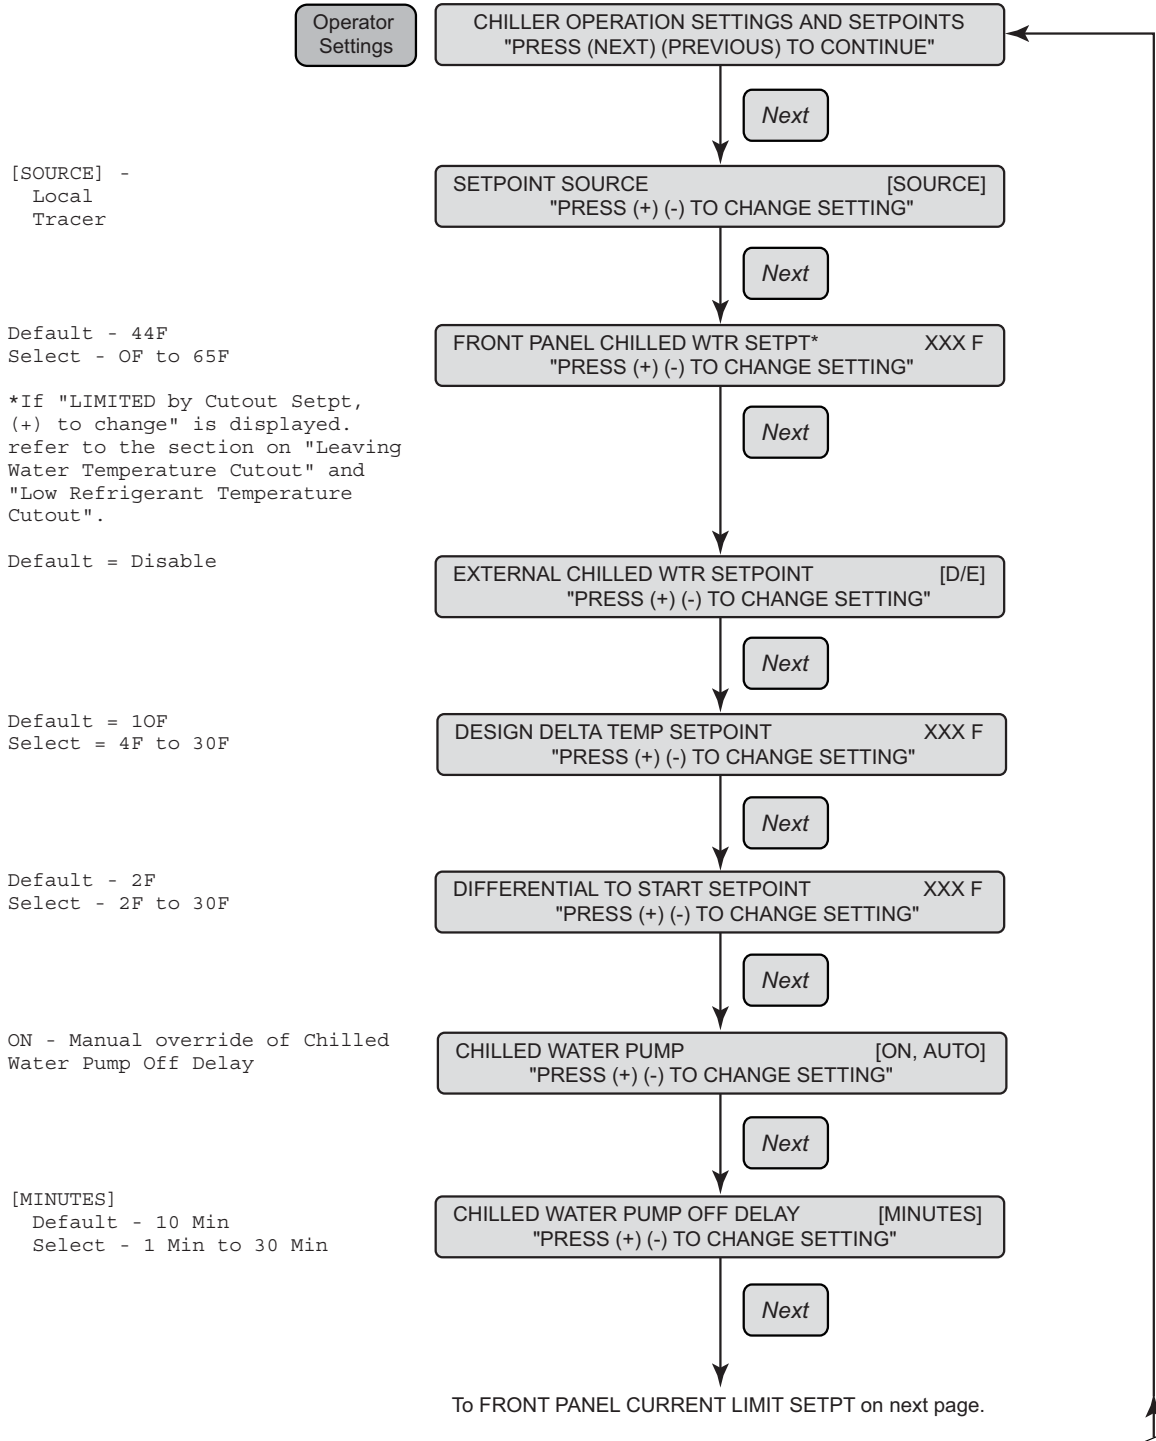 Operator
Settings
CHILLER OPERATION SETTINGS AND SETPOINTS
"PRESS (NEXT) (PREVIOUS) TO CONTINUE"
Next
[SOURCE] -
Local
Tracer
SETPOINT SOURCE [SOURCE]
"PRESS (+) (-) TO CHANGE SETTING"
Next
Default - 44F
Select - OF to 65F
*If "LIMITED by Cutout Setpt,
(+) to change" is displayed.
refer to the section on "Leaving
Water Temperature Cutout" and
"Low Refrigerant Temperature
Cutout".
FRONT PANEL CHILLED WTR SETPT* XXX F
"PRESS (+) (-) TO CHANGE SETTING"
Next
Default = Disable
EXTERNAL CHILLED WTR SETPOINT [D/E]
"PRESS (+) (-) TO CHANGE SETTING"
Next
Default = 1OF
Select = 4F to 30F
DESIGN DELTA TEMP SETPOINT XXX F
"PRESS (+) (-) TO CHANGE SETTING"
Next
Default - 2F
Select - 2F to 30F
DIFFERENTIAL TO START SETPOINT XXX F
"PRESS (+) (-) TO CHANGE SETTING"
Next
ON - Manual override of Chilled
Water Pump Off Delay
CHILLED WATER PUMP [ON, AUTO]
"PRESS (+) (-) TO CHANGE SETTING"
Next
[MINUTES]
Default - 10 Min
Select - 1 Min to 30 Min
CHILLED WATER PUMP OFF DELAY [MINUTES]
"PRESS (+) (-) TO CHANGE SETTING"
Next
To FRONT PANEL CURRENT LIMIT SETPT on next page.